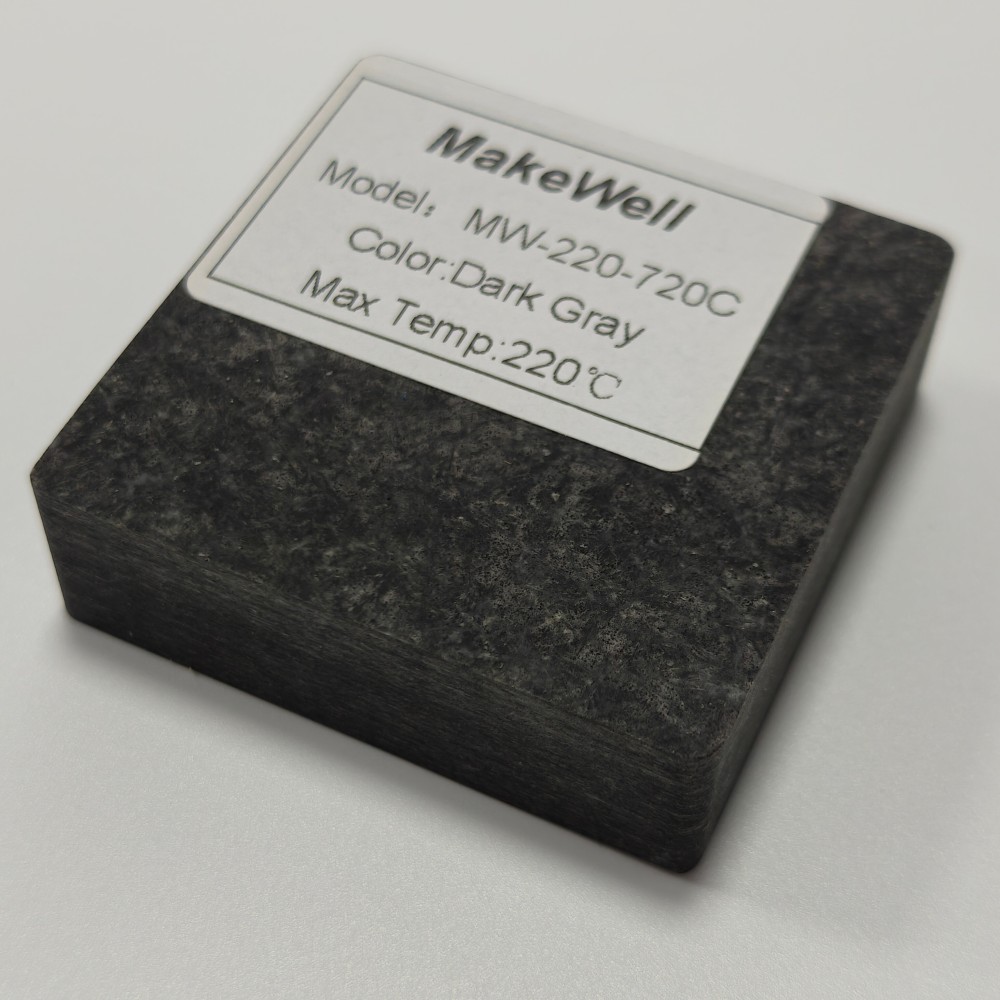 MakeWell
Model：MW-220-720C
Color:Dark Gray
Max Temp:220℃